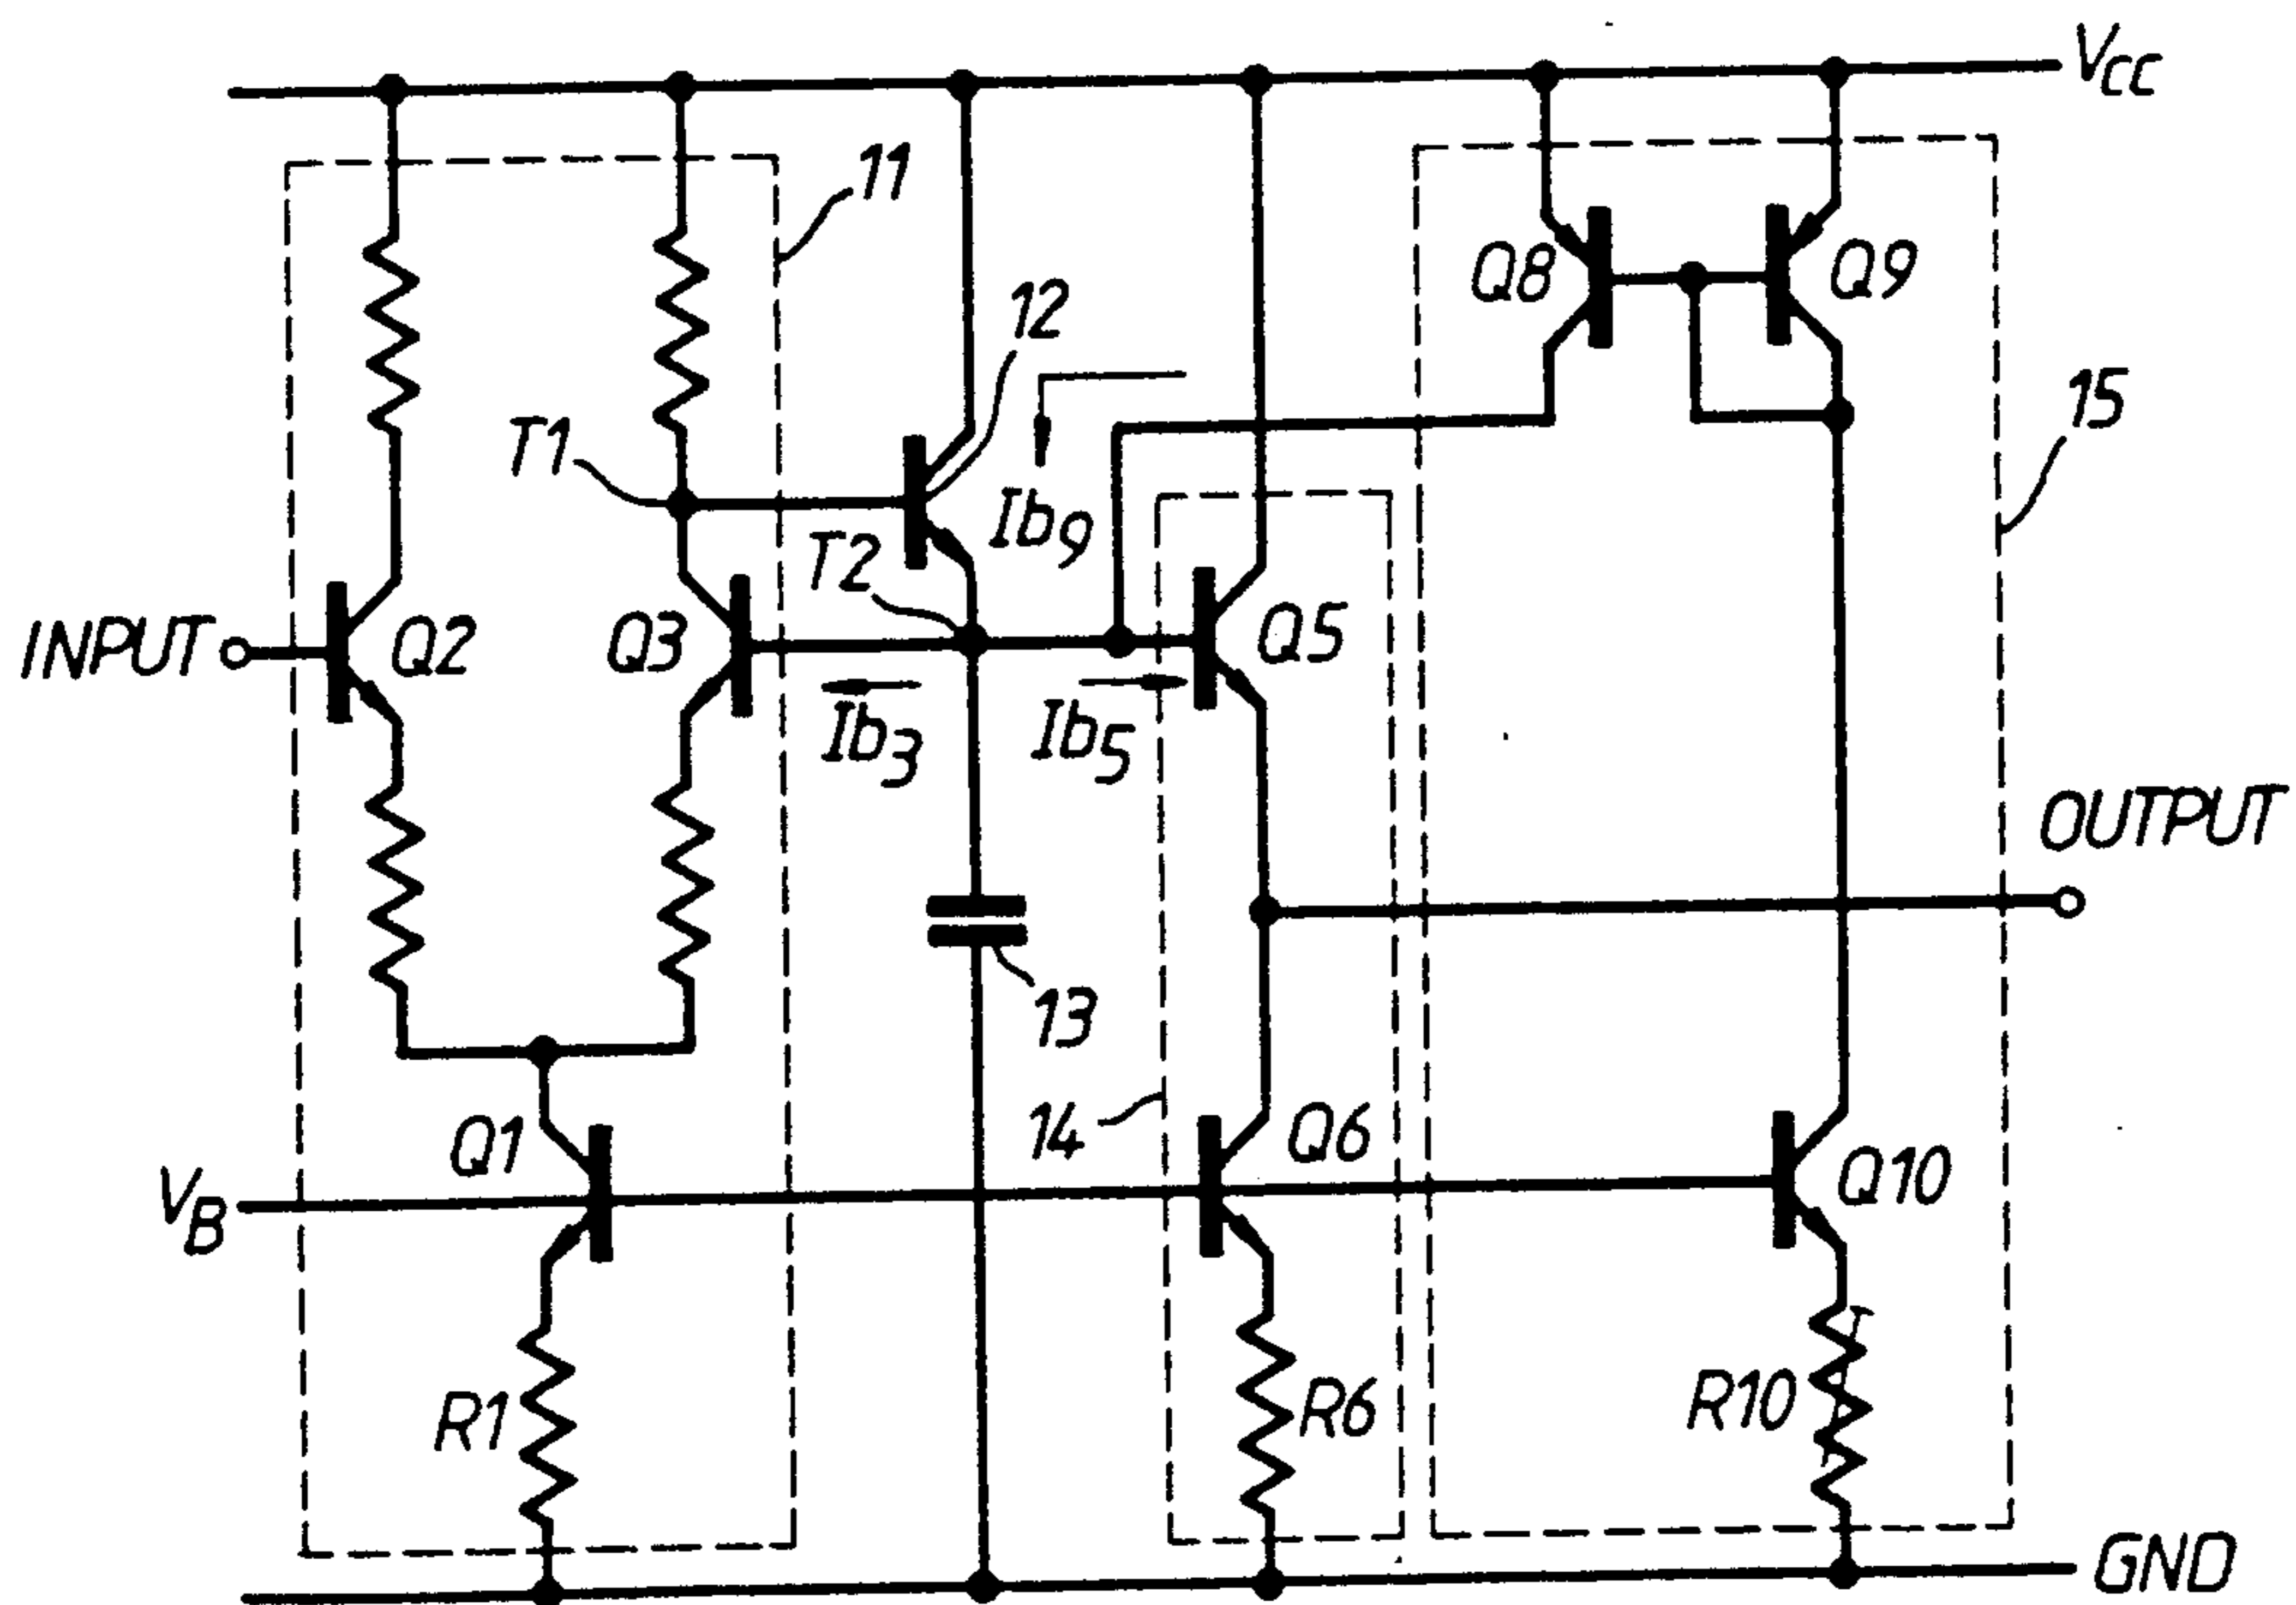 VCC
11
Q8
Q9
12
15
T1
Ib9
T2
INPUT
Q2
Q3
Q5
Ib3
Ib5
OUTPUT
13
14
Q1
Q6
Q10
VB
R1
R6
R10
GND